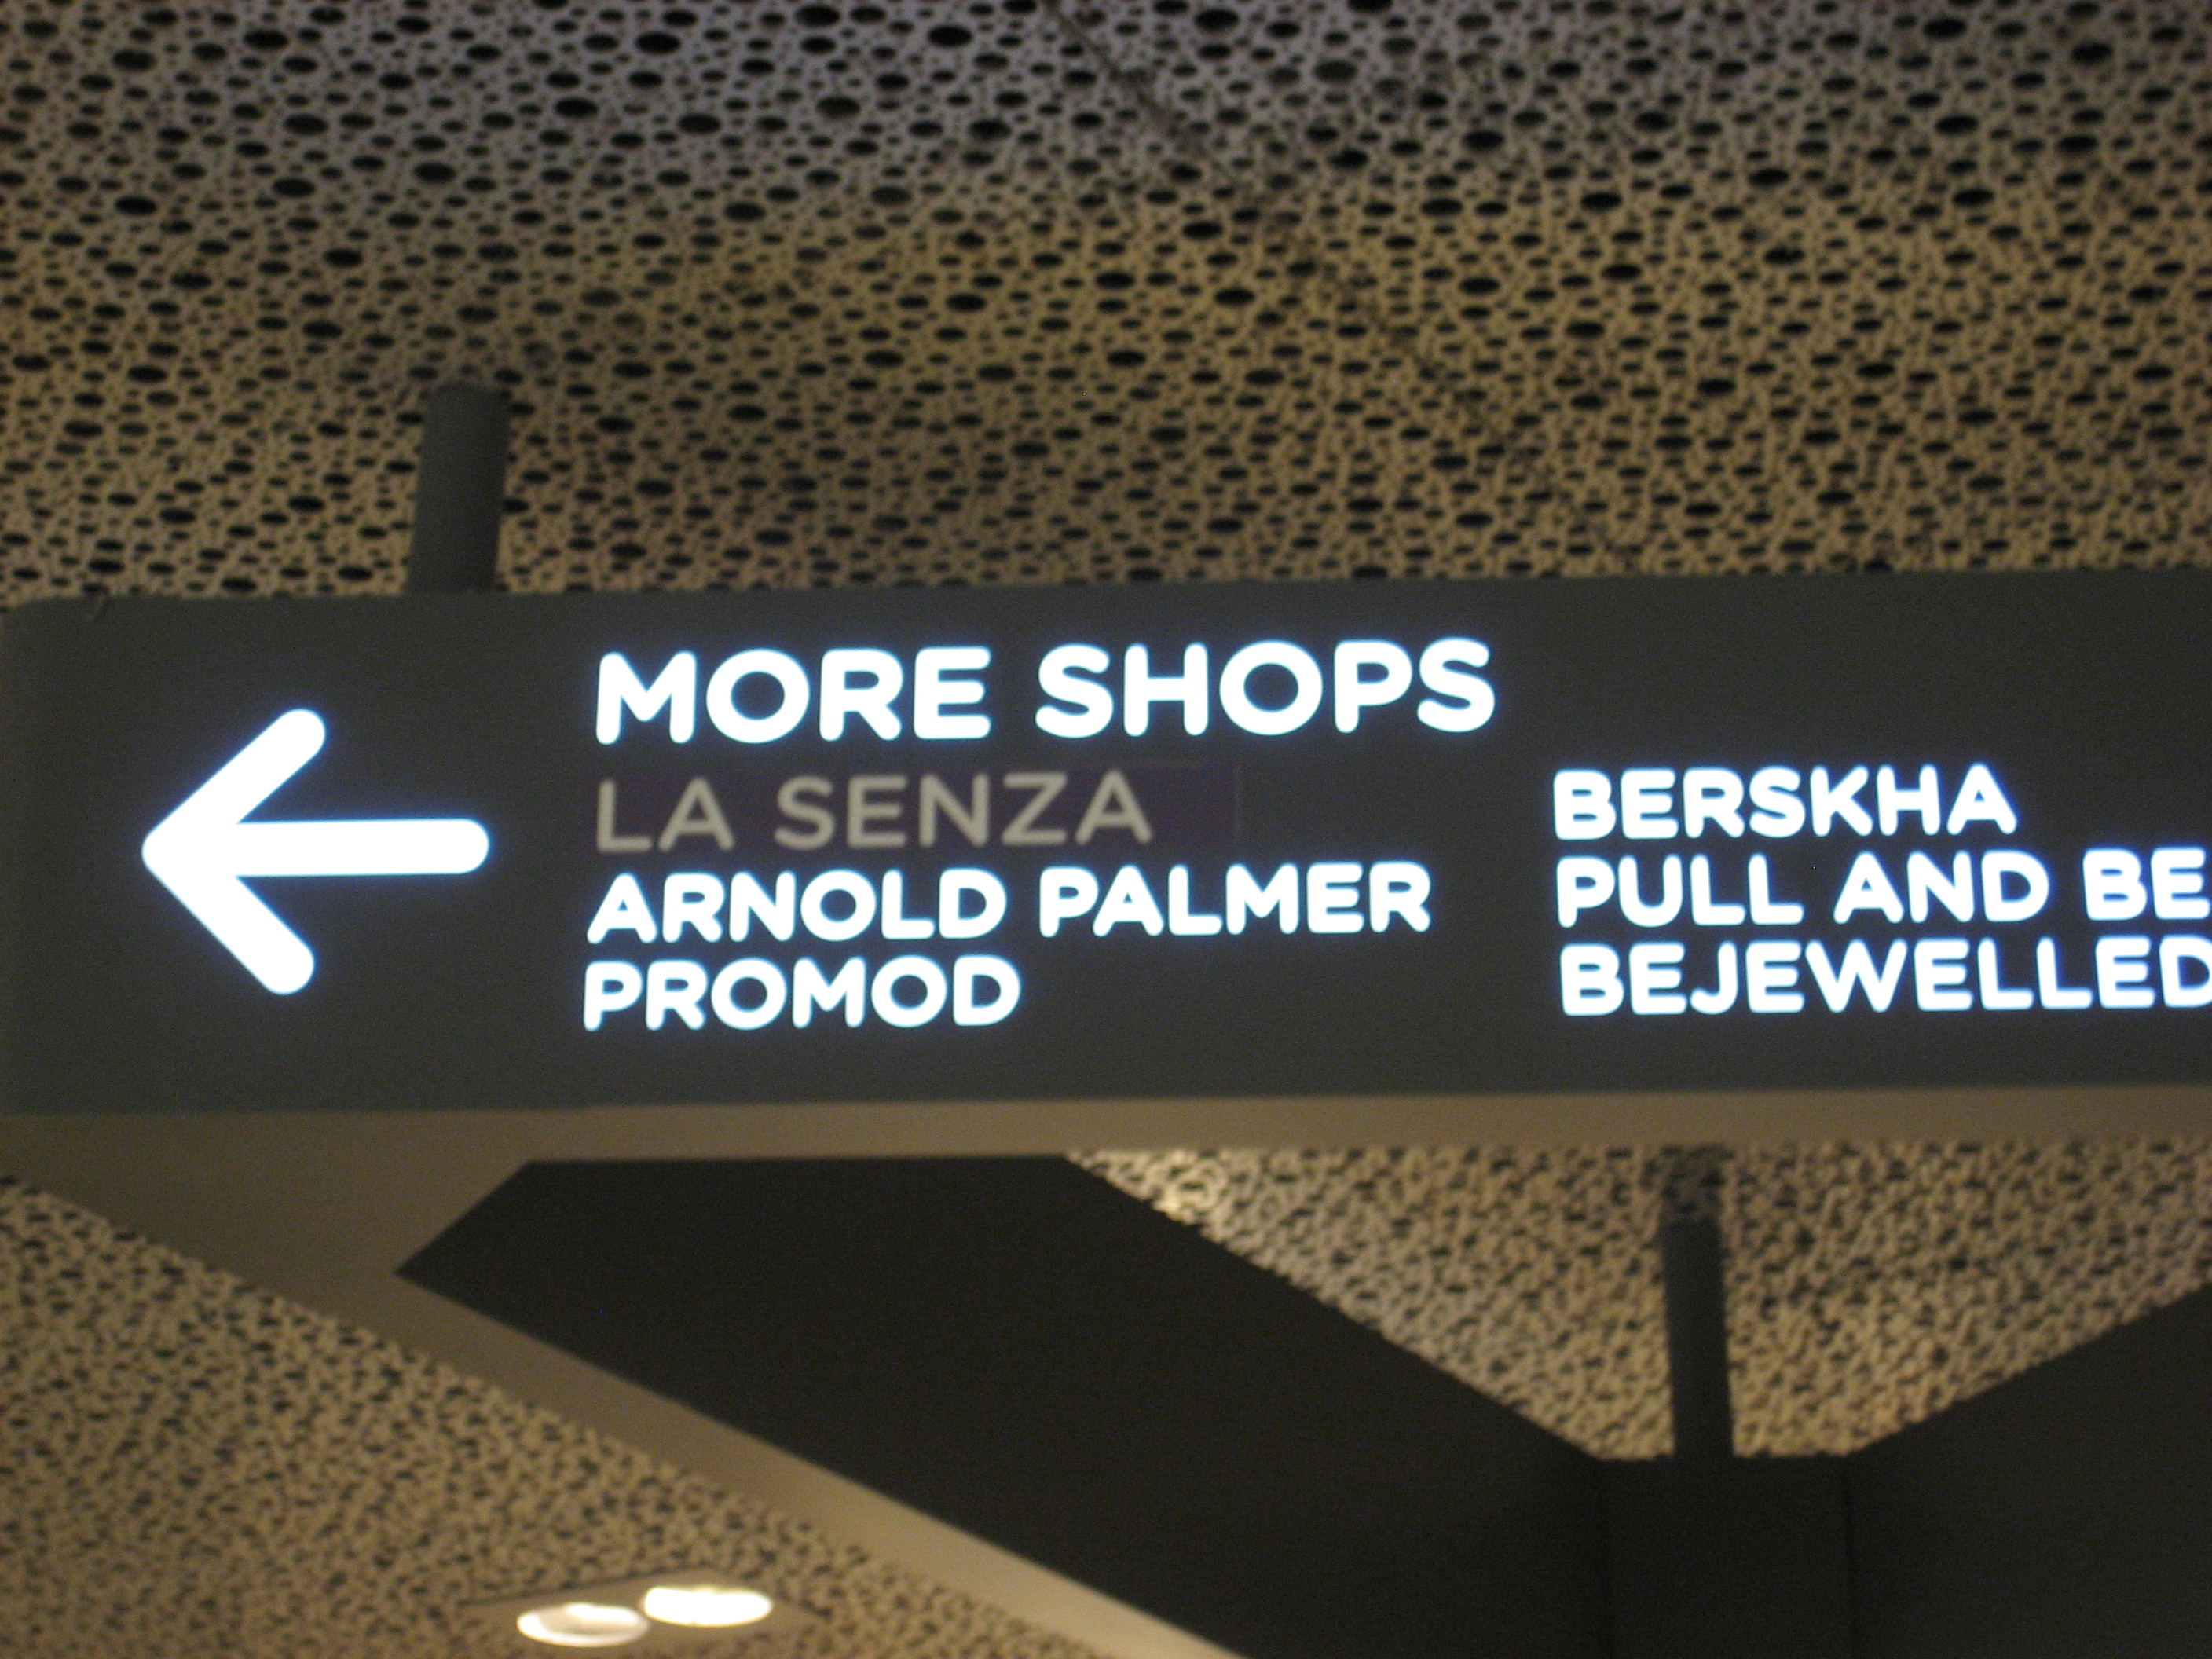 MORE SHOPS
LA SENZA
ARNOLD PALMER
PROMOD
BERSKHA
PULL AND BE
BEJEWELLED